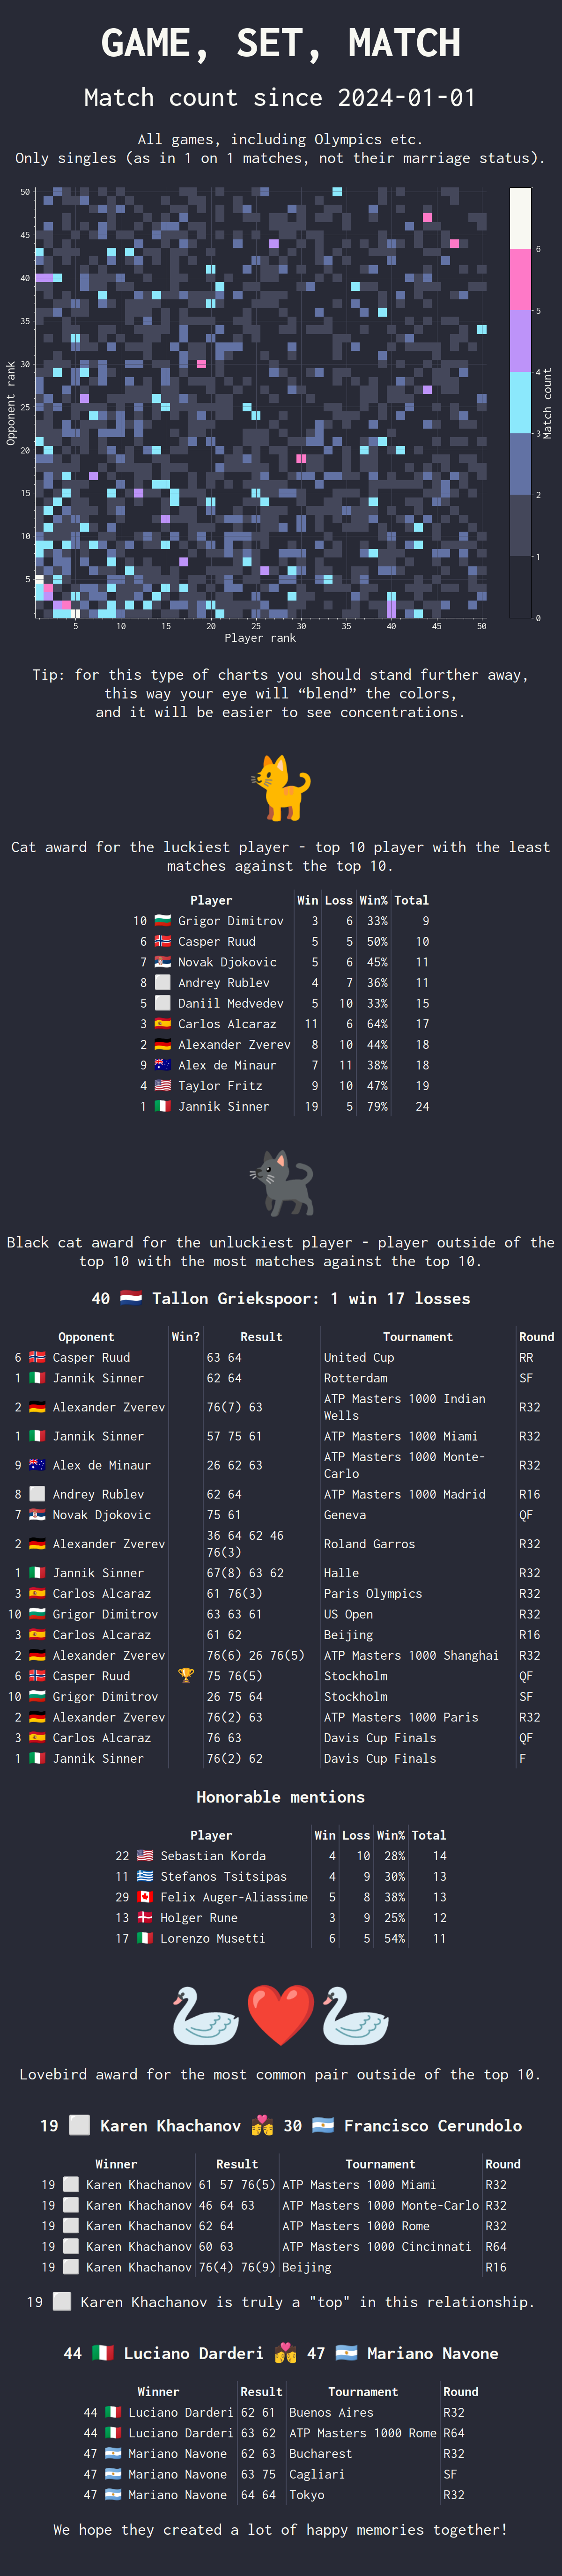 GAME, SET, MATCH
Match count since 2024-01-01
All games, including Olympics etc.
Only singles (as in 1 on 1 matches, not their marriage status).
50
45
40
35
30
25
20
15
10
5
Opponent rank
5 10 15 20 25 30 35 40 45 50
Player rank
6
5
4
3
2
1
0
Match count
Tip: for this type of charts you should stand further away,
this way your eye will “blend” the colors,
and it will be easier to see concentrations.
Cat award for the luckiest player - top 10 player with the least
matches against the top 10.
Player Win Loss Win% Total
10 Grigor Dimitrov 3 6 33% 9
6 Casper Ruud 5 5 50% 10
7 Novak Djokovic 5 6 45% 11
8 Andrey Rublev 4 7 36% 11
5 Daniil Medvedev 5 10 33% 15
3 Carlos Alcaraz 11 6 64% 17
2 Alexander Zverev 8 10 44% 18
9 Alex de Minaur 7 11 38% 18
4 Taylor Fritz 9 10 47% 19
1 Jannik Sinner 19 5 79% 24
Black cat award for the unluckiest player - player outside of the
top 10 with the most matches against the top 10.
40 Tallon Griekspoor: 1 win 17 losses
Opponent Win? Result Tournament Round
6 Casper Ruud 63 64 United Cup RR
1 Jannik Sinner 62 64 Rotterdam SF
2 Alexander Zverev 76(7) 63 ATP Masters 1000 Indian
Wells R32
1 Jannik Sinner 57 75 61 ATP Masters 1000 Miami R32
9 Alex de Minaur 26 62 63 ATP Masters 1000 Monte-
Carlo R32
8 Andrey Rublev 62 64 ATP Masters 1000 Madrid R16
7 Novak Djokovic 75 61 Geneva QF
2 Alexander Zverev 36 64 62 46
76(3) Roland Garros R32
1 Jannik Sinner 67(8) 63 62 Halle R32
3 Carlos Alcaraz 61 76(3) Paris Olympics R32
10 Grigor Dimitrov 63 63 61 US Open R32
3 Carlos Alcaraz 61 62 Beijing R16
2 Alexander Zverev 76(6) 26 76(5) ATP Masters 1000 Shanghai R32
6 Casper Ruud 75 76(5) Stockholm QF
10 Grigor Dimitrov 26 75 64 Stockholm SF
2 Alexander Zverev 76(2) 63 ATP Masters 1000 Paris R32
3 Carlos Alcaraz 76 63 Davis Cup Finals QF
1 Jannik Sinner 76(2) 62 Davis Cup Finals F
Honorable mentions
Player Win Loss Win% Total
22 Sebastian Korda 4 10 28% 14
11 Stefanos Tsitsipas 4 9 30% 13
29 Felix Auger-Aliassime 5 8 38% 13
13 Holger Rune 3 9 25% 12
17 Lorenzo Musetti 6 5 54% 11
Lovebird award for the most common pair outside of the top 10.
19 Karen Khachanov 30 Francisco Cerundolo
Winner Result Tournament Round
19 Karen Khachanov 61 57 76(5) ATP Masters 1000 Miami R32
19 Karen Khachanov 46 64 63 ATP Masters 1000 Monte-Carlo R32
19 Karen Khachanov 62 64 ATP Masters 1000 Rome R32
19 Karen Khachanov 60 63 ATP Masters 1000 Cincinnati R64
19 Karen Khachanov 76(4) 76(9) Beijing R16
19 Karen Khachanov is truly a "top" in this relationship.
44 Luciano Darderi 47 Mariano Navone
Winner Result Tournament Round
44 Luciano Darderi 62 61 Buenos Aires R32
44 Luciano Darderi 63 62 ATP Masters 1000 Rome R64
47 Mariano Navone 62 63 Bucharest R32
47 Mariano Navone 63 75 Cagliari SF
47 Mariano Navone 64 64 Tokyo R32
We hope they created a lot of happy memories together!